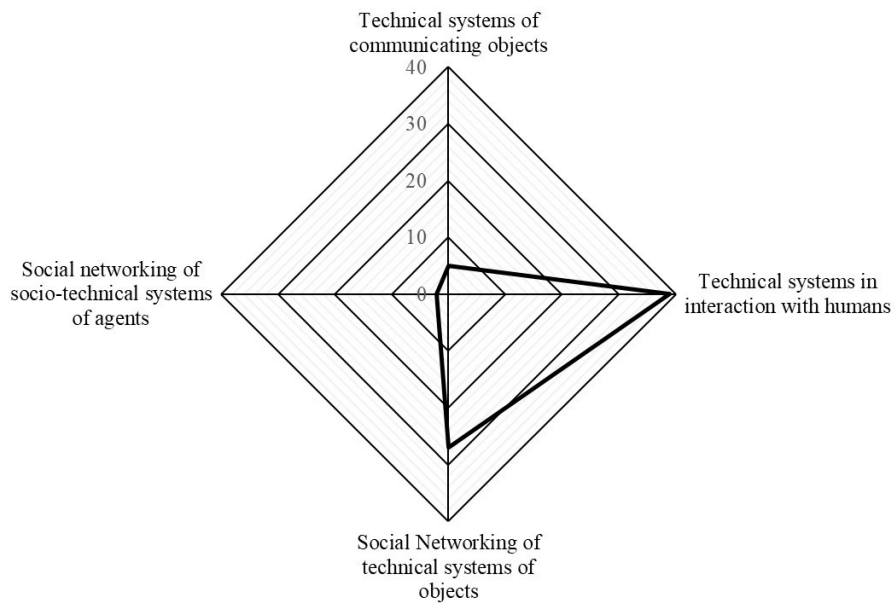 Technical systems of
communicating objects
40
30
20
10
0
Social networking of
socio-technical systems
of agents
Technical systems in
interaction with humans
Social Networking of
technical systems of
objects